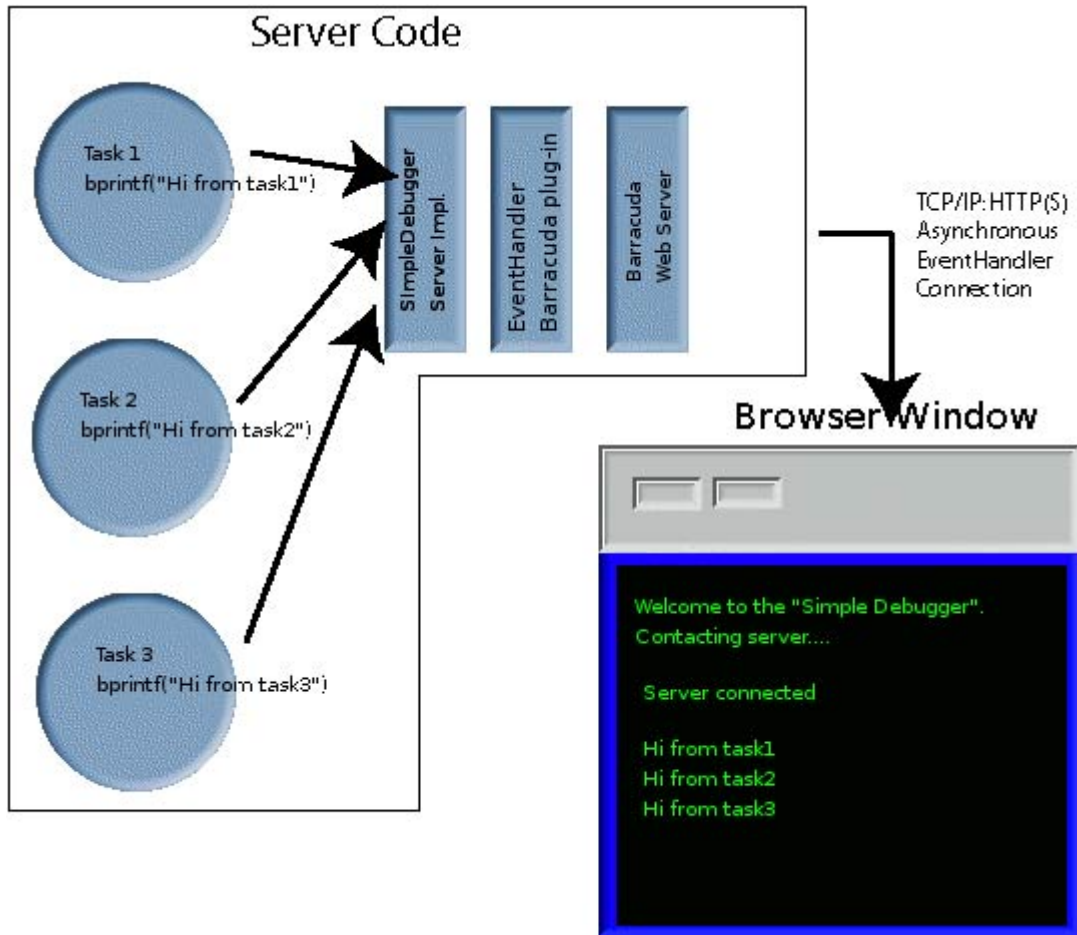 Server Code
Task 1
bprintf("Hi from task1")
Task 2
bprintf("Hi from task2")
Task 3
bprintf("Hi from task3")
SImpleDebugger
Server Impl.
EventHandler
Barracuda plug-in
Barracuda
Web Server
TCP/IP: HTTP(S)
Asynchronous
EventHandler
Connection
Browser Window
Welcome to the "Simple Debugger".
Contacting server....
Server connected
Hi from task1
Hi from task2
Hi from task3